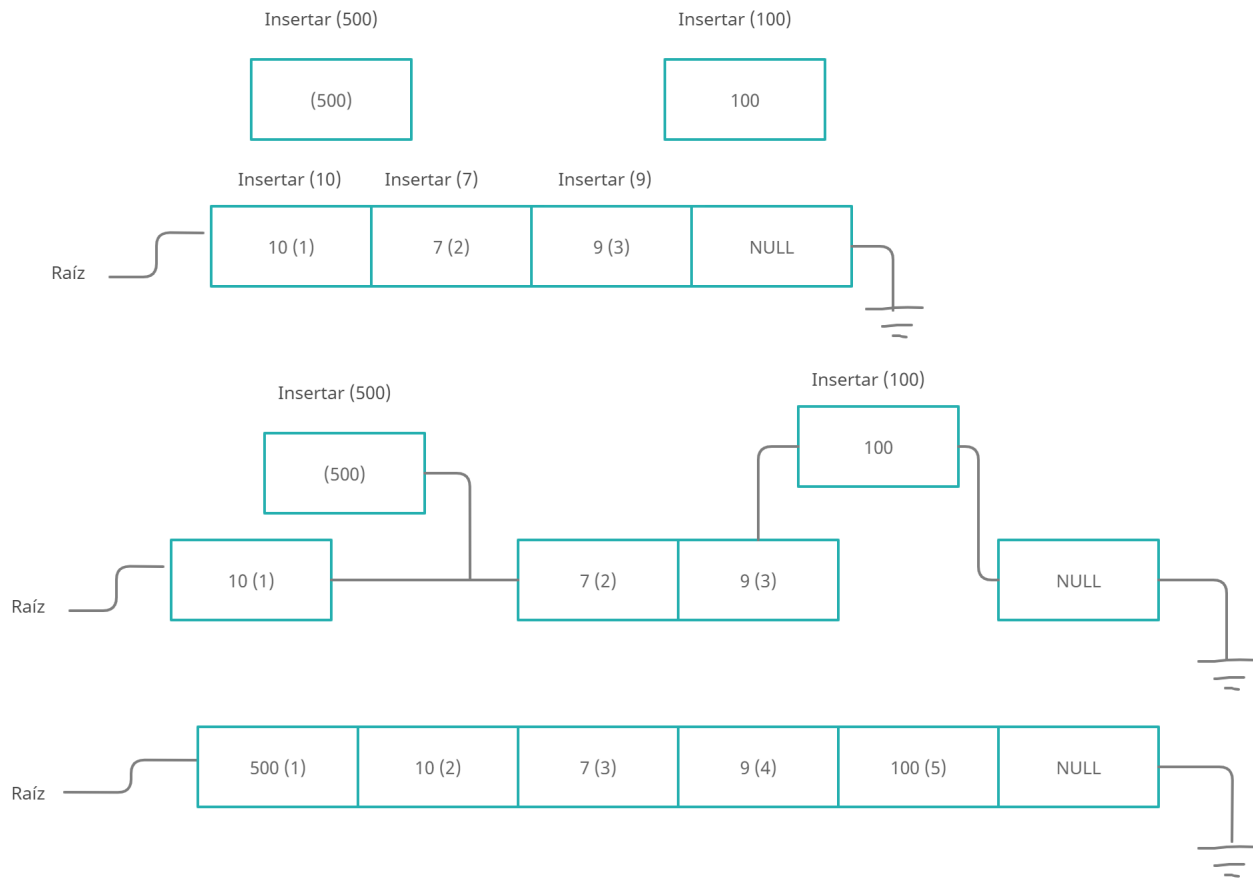 Insertar (500)
Insertar (100)
(500)
100
Insertar (10)
Insertar (7)
Insertar (9)
Raíz
10 (1)
7 (2)
9 (3)
NULL
Insertar (500)
Insertar (100)
(500)
100
Raíz
10 (1)
7 (2)
9 (3)
NULL
Raíz
500 (1)
10 (2)
7 (3)
9 (4)
100 (5)
NULL